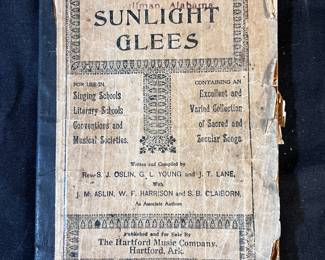 Alabama
SUNLIGHT
GLEES
FOR USE IN
Singing Schools
Literary Schools
Conventions and
Musical Societies.
CONTAINING AN
Excellent and
Varied Collection
of Sacred and
Secular Songs.
Written and Compiled by
Rev. S. J. OSLIN, G. L. YOUNG and J. T. LANE,
With
J. M. ASLIN, W. F. HARRISON and S. B. CLAIBORN,
As Associate Authors
Published and for Sale By
The Hartford Music Company,
Hartford, Ark.